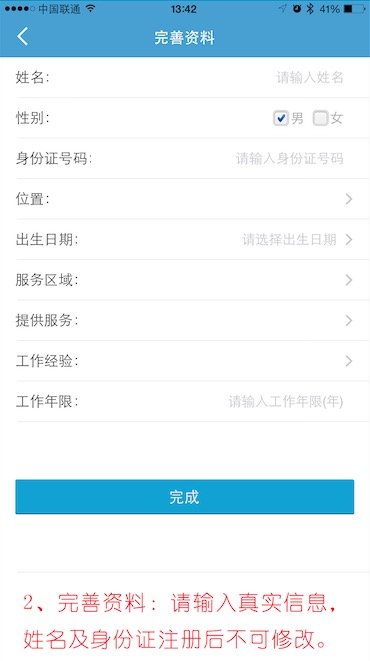 中国联通 13:42 41%
完善资料
姓名: 请输入姓名
性别: 男 女
身份证号码: 请输入身份证号码
位置:
出生日期: 请选择出生日期
服务区域:
提供服务:
工作经验:
工作年限: 请输入工作年限(年)
完成
2、完善资料：请输入真实信息，
姓名及身份证注册后不可修改。